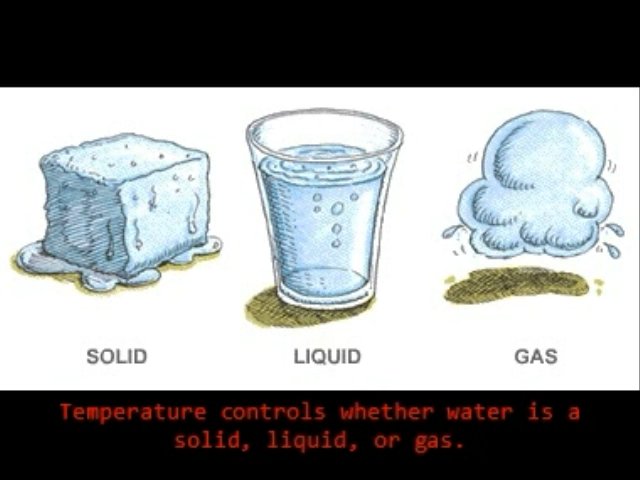 SOLID LIQUID GAS
Temperature controls whether water is a
solid, liquid, or gas.